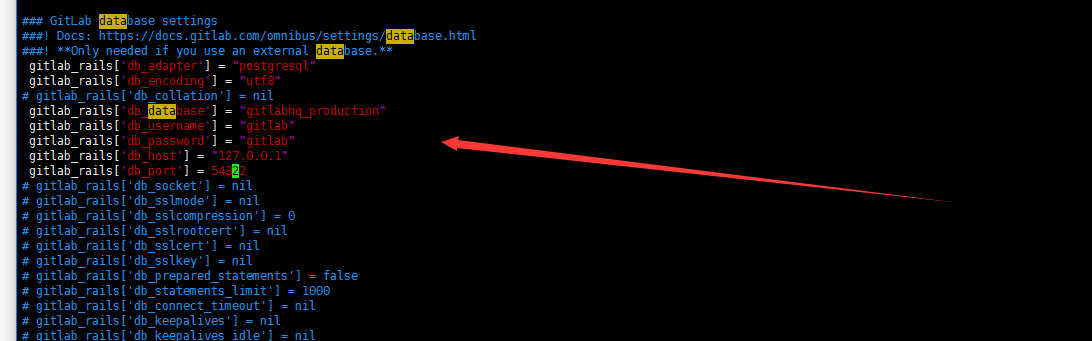 ### GitLab database settings
###! Docs: https://docs.gitlab.com/omnibus/settings/database.html
###! **Only needed if you use an external database.**
gitlab_rails['db_adapter'] = "postgresql"
gitlab_rails['db_encoding'] = "utf8"
# gitlab_rails['db_collation'] = nil
gitlab_rails['db_database'] = "gitlabhq_production"
gitlab_rails['db_username'] = "gitlab"
gitlab_rails['db_password'] = "gitlab"
gitlab_rails['db_host'] = "127.0.0.1"
gitlab_rails['db_port'] = 54322
# gitlab_rails['db_socket'] = nil
# gitlab_rails['db_sslmode'] = nil
# gitlab_rails['db_sslcompression'] = 0
# gitlab_rails['db_sslrootcert'] = nil
# gitlab_rails['db_sslcert'] = nil
# gitlab_rails['db_sslkey'] = nil
# gitlab_rails['db_prepared_statements'] = false
# gitlab_rails['db_statements_limit'] = 1000
# gitlab_rails['db_connect_timeout'] = nil
# gitlab_rails['db_keepalives'] = nil
# gitlab_rails['db_keepalives_idle'] = nil